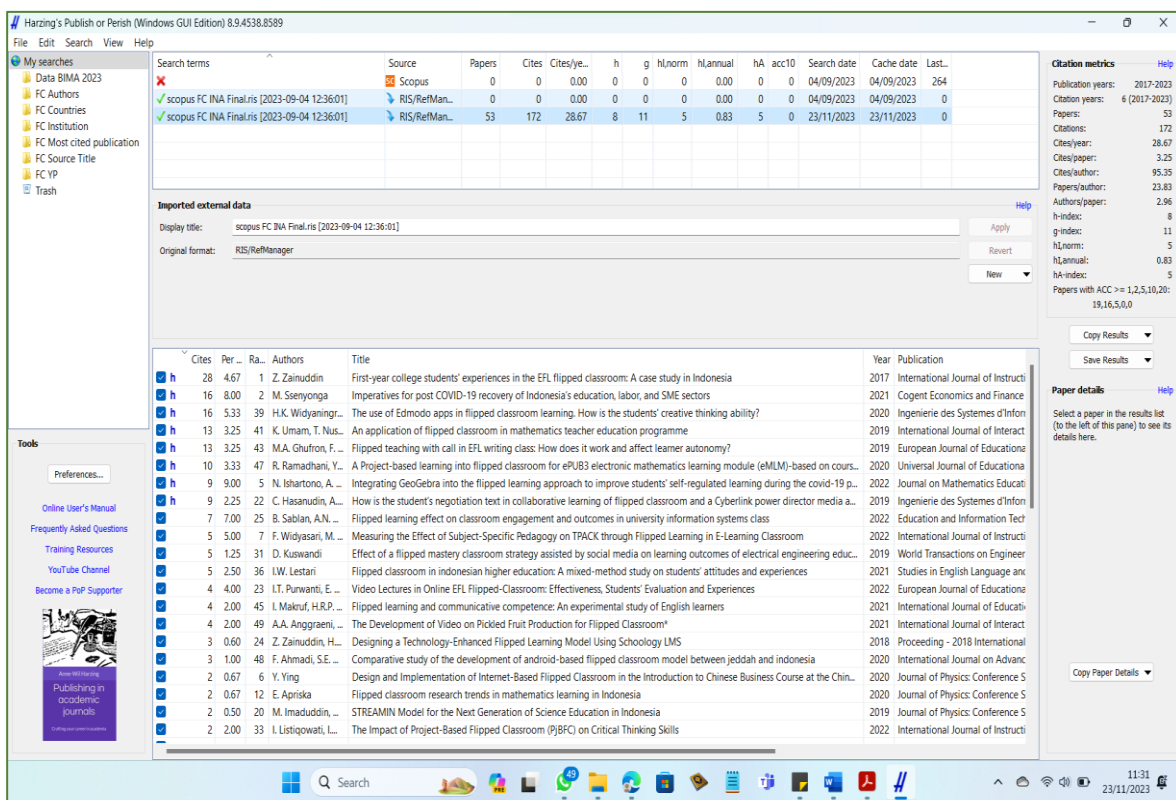 Harzing's Publish or Perish (Windows GUI Edition) 8.9.4538.8589
File Edit Search View Help
My searches
Data BIMA 2023
FC Authors
FC Countries
FC Institution
FC Most cited publication
FC Source Title
FC YP
Trash
Search terms Source Papers Cites Cites/ye... h g hI,norm hI,annual hA acc10 Search date Cache date Last...
Scopus 0 0 0.00 0 0 0 0.00 0 0 04/09/2023 04/09/2023 264
scopus FC INA Final.ris [2023-09-04 12:36:01] RIS/RefMan... 0 0 0.00 0 0 0 0.00 0 0 04/09/2023 04/09/2023 0
scopus FC INA Final.ris [2023-09-04 12:36:01] RIS/RefMan... 53 172 28.67 8 11 5 0.83 5 0 23/11/2023 23/11/2023 0
Imported external data Help
Display title: scopus FC INA Final.ris [2023-09-04 12:36:01] Apply
Original format: RIS/RefManager Revert
New
Cites Per ... Ra... Authors Title Year Publication
h 28 4.67 1 Z. Zainuddin First-year college students' experiences in the EFL flipped classroom: A case study in Indonesia 2017 International Journal of Instructi
h 16 8.00 2 M. Ssenyonga Imperatives for post COVID-19 recovery of Indonesia's education, labor, and SME sectors 2021 Cogent Economics and Finance
h 16 5.33 39 H.K. Widyaningr... The use of Edmodo apps in flipped classroom learning. How is the students' creative thinking ability? 2020 Ingenierie des Systemes d'Infor
h 13 3.25 41 K. Umam, T. Nus... An application of flipped classroom in mathematics teacher education programme 2019 International Journal of Interact
h 13 3.25 43 M.A. Ghufron, F. ... Flipped teaching with call in EFL writing class: How does it work and affect learner autonomy? 2019 European Journal of Educationa
h 10 3.33 47 R. Ramadhani, Y... A Project-based learning into flipped classroom for ePUB3 electronic mathematics learning module (eMLM)-based on cours... 2020 Universal Journal of Educationa
h 9 9.00 5 N. Ishartono, A. ... Integrating GeoGebra into the flipped learning approach to improve students' self-regulated learning during the covid-19 p... 2022 Journal on Mathematics Educati
h 9 2.25 22 C. Hasanudin, A.... How is the student's negotiation text in collaborative learning of flipped classroom and a Cyberlink power director media a... 2019 Ingenierie des Systemes d'Infor
7 7.00 25 B. Sablan, A.N. ... Flipped learning effect on classroom engagement and outcomes in university information systems class 2022 Education and Information Tech
5 5.00 7 F. Widyasari, M. ... Measuring the Effect of Subject-Specific Pedagogy on TPACK through Flipped Learning in E-Learning Classroom 2022 International Journal of Instructi
5 1.25 31 D. Kuswandi Effect of a flipped mastery classroom strategy assisted by social media on learning outcomes of electrical engineering educ... 2019 World Transactions on Engineer
5 2.50 36 I.W. Lestari Flipped classroom in indonesian higher education: A mixed-method study on students' attitudes and experiences 2021 Studies in English Language and
4 4.00 23 I.T. Purwanti, E. ... Video Lectures in Online EFL Flipped-Classroom: Effectiveness, Students' Evaluation and Experiences 2022 European Journal of Educationa
4 2.00 45 I. Makruf, H.R.P. ... Flipped learning and communicative competence: An experimental study of English learners 2021 International Journal of Educati
4 2.00 49 A.A. Anggraeni, ... The Development of Video on Pickled Fruit Production for Flipped Classroom* 2021 International Journal of Interact
3 0.60 24 Z. Zainuddin, H.... Designing a Technology-Enhanced Flipped Learning Model Using Schoology LMS 2018 Proceeding - 2018 International
3 1.00 48 F. Ahmadi, S.E. ... Comparative study of the development of android-based flipped classroom model between jeddah and indonesia 2020 International Journal on Advanc
2 0.67 6 Y. Ying Design and Implementation of Internet-Based Flipped Classroom in the Introduction to Chinese Business Course at the Chin... 2020 Journal of Physics: Conference S
2 0.67 12 E. Apriska Flipped classroom research trends in mathematics learning in Indonesia 2020 Journal of Physics: Conference S
2 0.50 20 M. Imaduddin, ... STREAMIN Model for the Next Generation of Science Education in Indonesia 2019 Journal of Physics: Conference S
2 2.00 33 I. Listiqowati, I.... The Impact of Project-Based Flipped Classroom (PjBFC) on Critical Thinking Skills 2022 International Journal of Instructi
Tools
Preferences...
Online User's Manual
Frequently Asked Questions
Training Resources
YouTube Channel
Become a PoP Supporter
Anne-Wil Harzing
Publishing in
academic
journals
Citation metrics Help
Publication years: 2017-2023
Citation years: 6 (2017-2023)
Papers: 53
Citations: 172
Cites/year: 28.67
Cites/paper: 3.25
Cites/author: 95.35
Papers/author: 23.83
Authors/paper: 2.96
h-index: 8
g-index: 11
hI,norm: 5
hI,annual: 0.83
hA-index: 5
Papers with ACC >= 1,2,5,10,20:
19,16,5,0,0
Copy Results
Save Results
Paper details Help
Select a paper in the results list
(to the left of this pane) to see its
details here.
Copy Paper Details
Search
PRE
49
11:31
23/11/2023